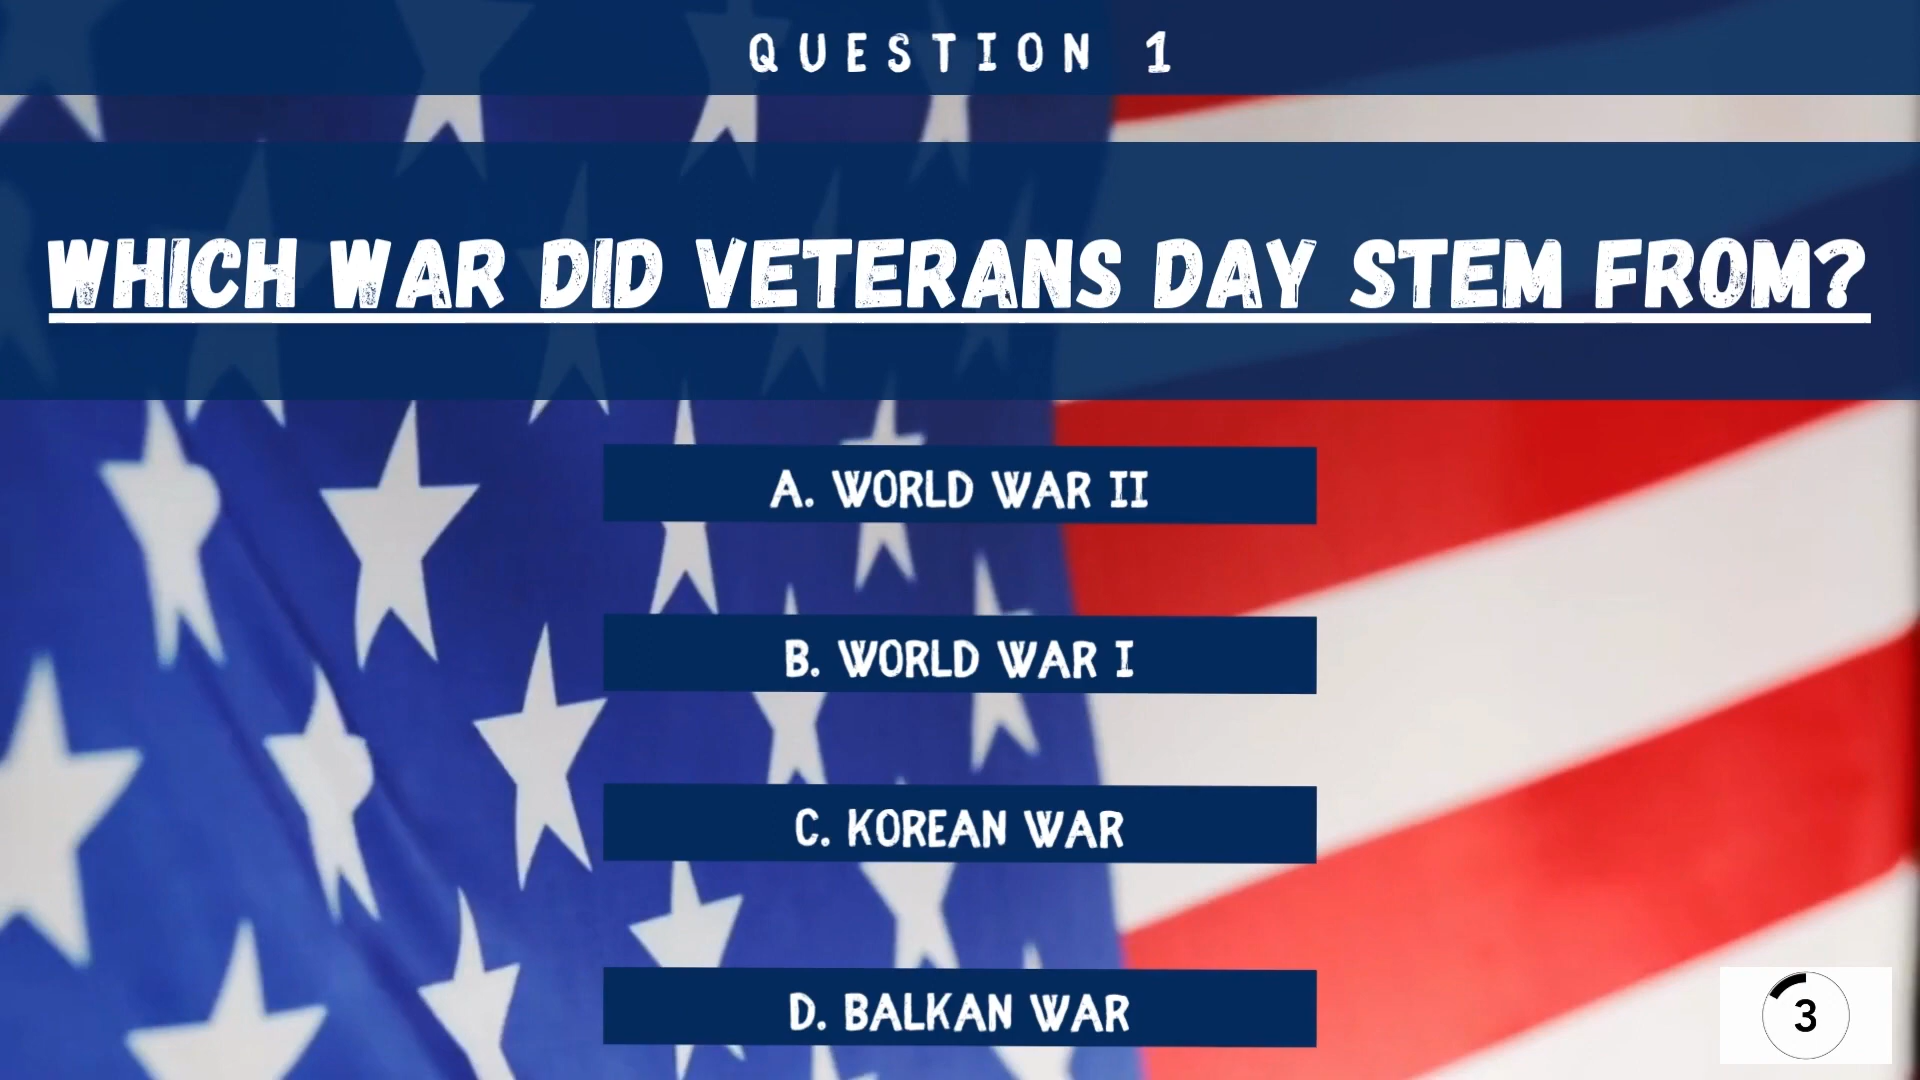 QUESTION 1
WHICH WAR DID VETERANS DAY STEM FROM?
A. WORLD WAR II
B. WORLD WAR I
C. KOREAN WAR
D. BALKAN WAR
3